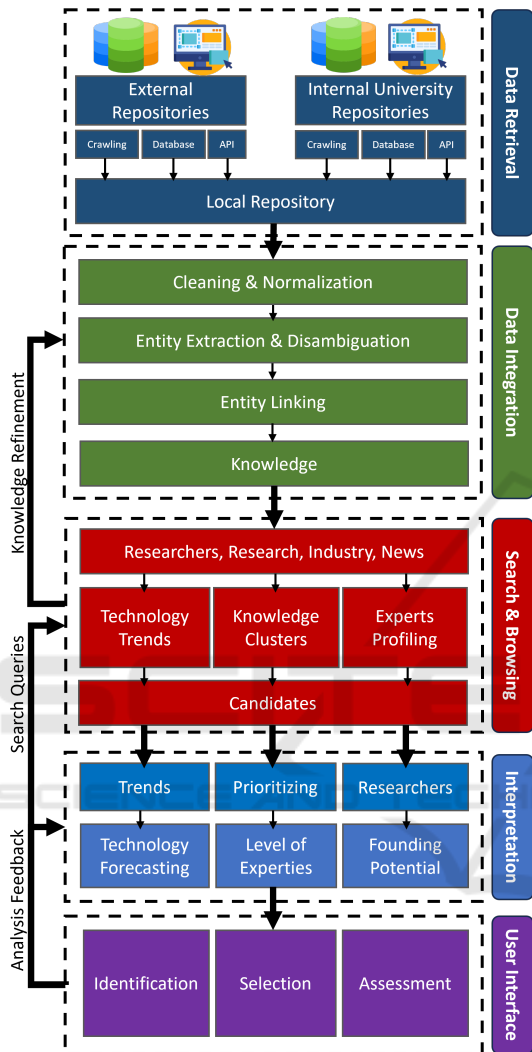 External
Repositories
Internal University
Repositories
Crawling
Database
API
Crawling
Database
API
Local Repository
Data Retrieval
Cleaning & Normalization
Entity Extraction & Disambiguation
Entity Linking
Knowledge
Data Integration
Knowledge Refinement
Researchers, Research, Industry, News
Technology
Trends
Knowledge
Clusters
Experts
Profiling
Candidates
Search & Browsing
Search Queries
Trends
Prioritizing
Researchers
Technology
Forecasting
Level of
Experties
Founding
Potential
Interpretation
Analysis Feedback
Identification
Selection
Assessment
User Interface